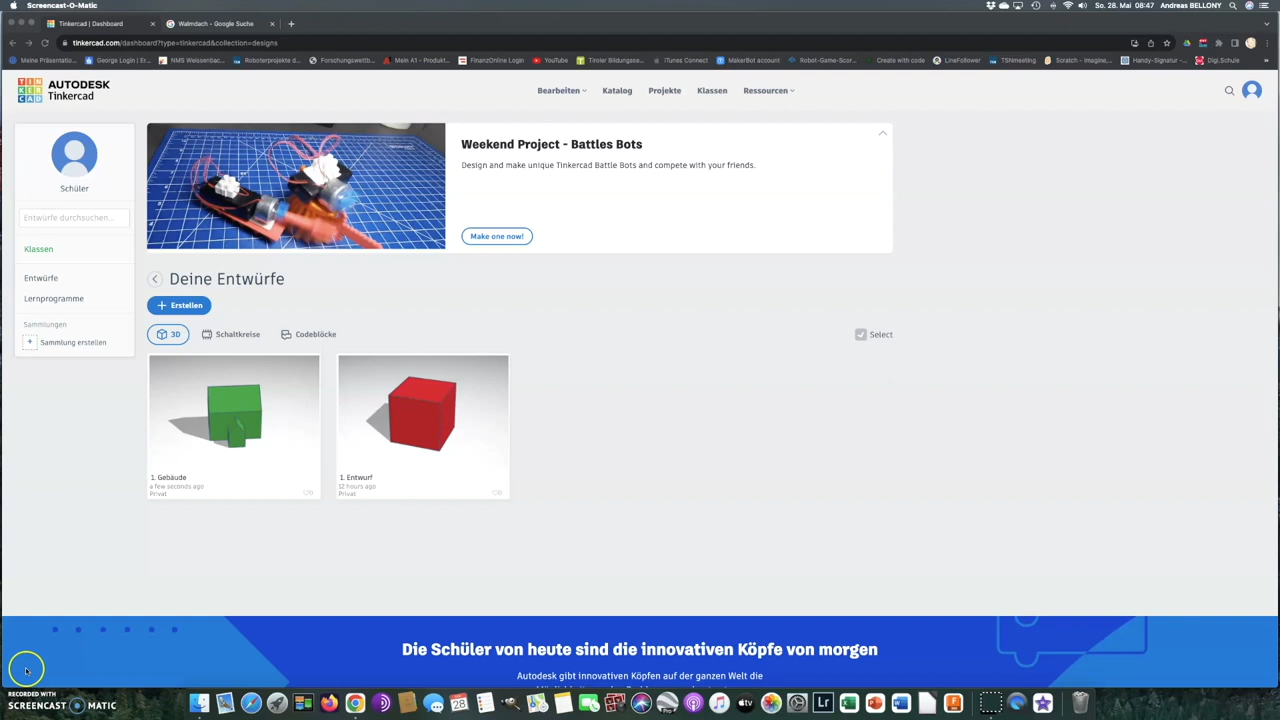 Screencast-O-Matic
So. 28. Mai 08:47 Andreas BELLONY
Tinkercad | Dashboard
Walmdach - Google Suche
tinkercad.com/dashboard?type=tinkercad&collection=designs
Meine Präsentatio...
George Login | Er...
NMS Weissenbac...
Roboterprojekte d...
Forschungswettb...
Mein A1 - Produkt...
FinanzOnline Login
YouTube
Tiroler Bildungsse...
iTunes Connect
MakerBot account
Robot-Game-Scor...
Create with code
LineFollower
TSNmeeting
Scratch - Imagine,...
Handy-Signatur -...
Digi.Schule
AUTODESK
Tinkercad
Bearbeiten
Katalog
Projekte
Klassen
Ressourcen
Schüler
Entwürfe durchsuchen...
Klassen
Entwürfe
Lernprogramme
Sammlungen
+ Sammlung erstellen
Weekend Project - Battles Bots
Design and make unique Tinkercad Battle Bots and compete with your friends.
Make one now!
Deine Entwürfe
+ Erstellen
3D
Schaltkreise
Codeblöcke
Select
1. Gebäude
a few seconds ago
Privat
0
1. Entwurf
12 hours ago
Privat
0
Die Schüler von heute sind die innovativen Köpfe von morgen
Autodesk gibt innovativen Köpfen auf der ganzen Welt die
RECORDED WITH
SCREENCAST O MATIC